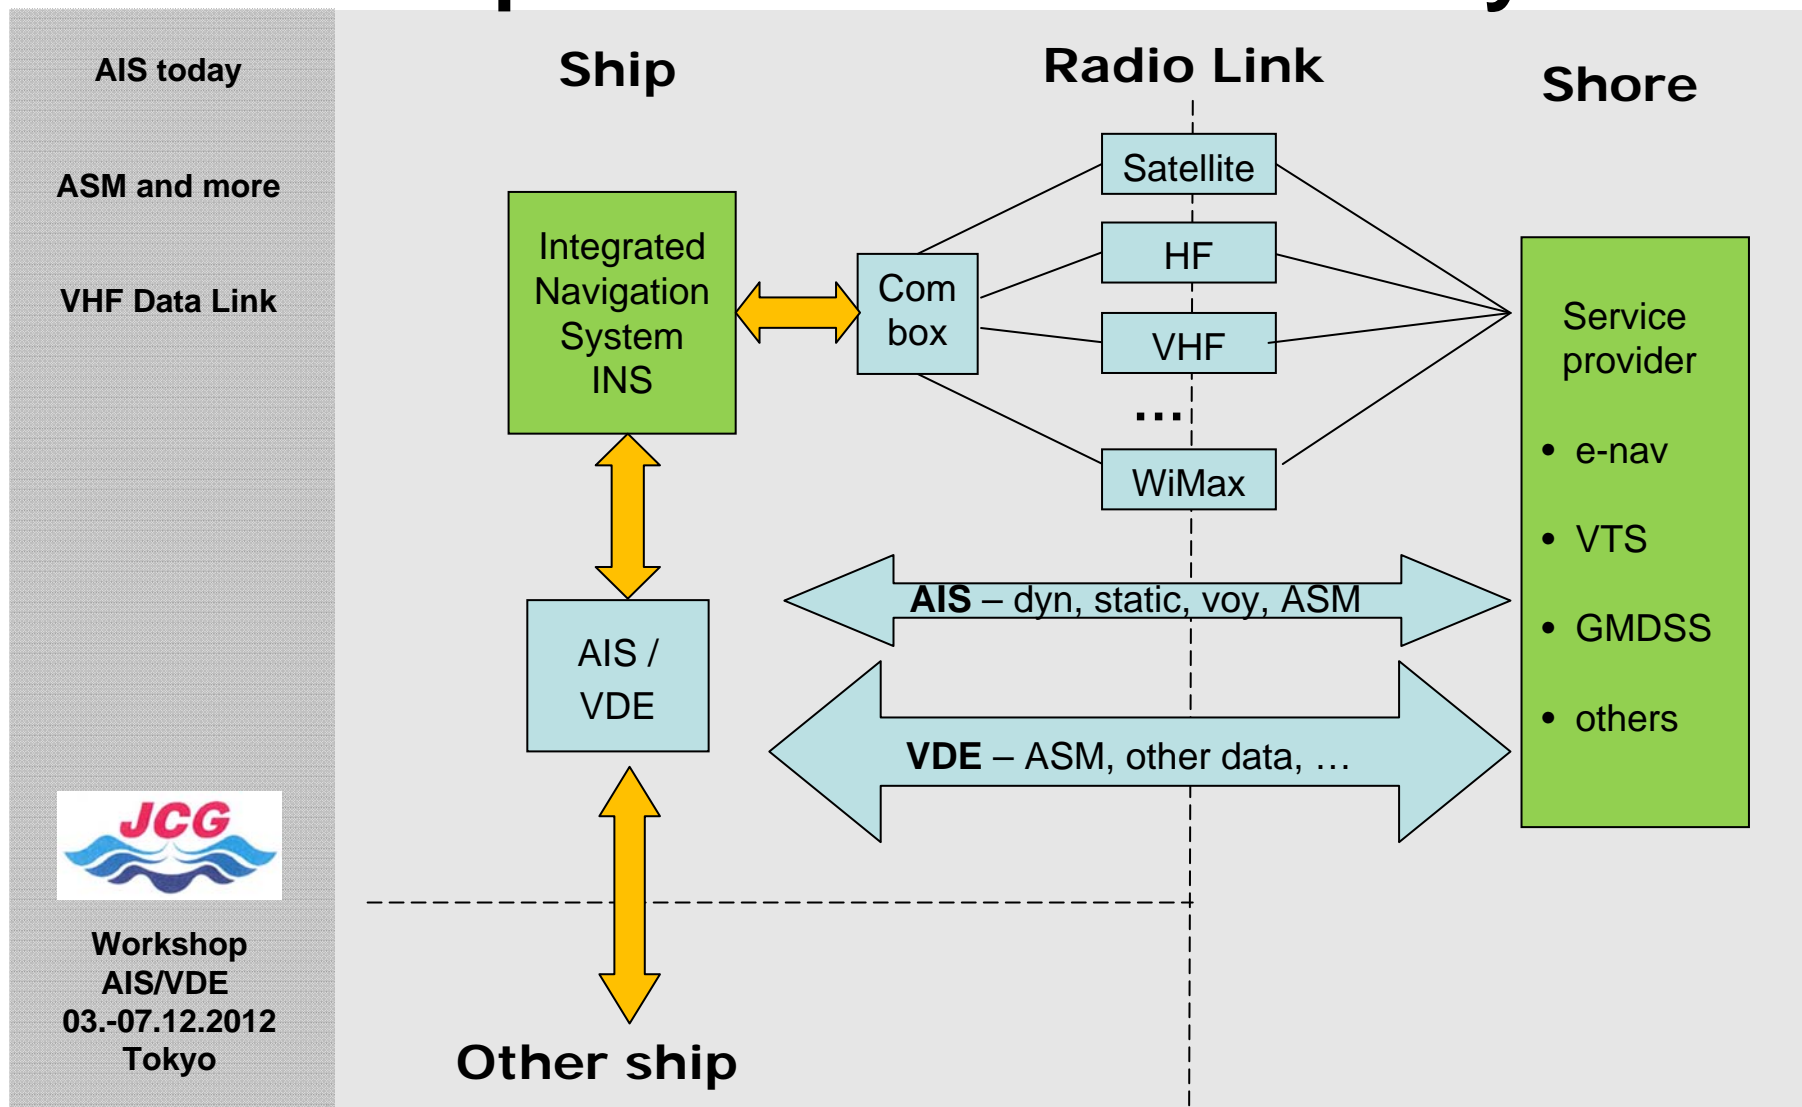 AIS today
ASM and more
VHF Data Link
JCG
Workshop
AIS/VDE
03.-07.12.2012
Tokyo
Ship
Radio Link
Shore
Integrated
Navigation
System
INS
Com
box
Satellite
HF
VHF
...
WiMax
Service
provider
• e-nav
• VTS
• GMDSS
• others
AIS /
VDE
AIS – dyn, static, voy, ASM
VDE – ASM, other data, …
Other ship